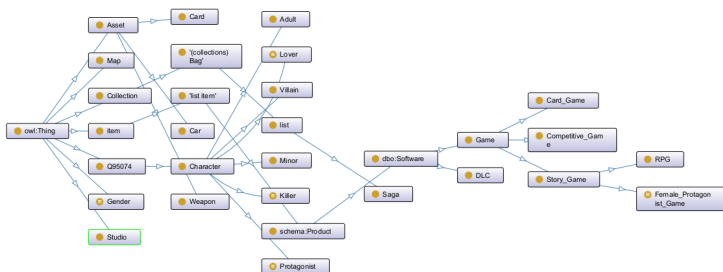 owl:Thing
Asset
Map
Collection
item
Q95074
Gender
Studio
Card
'(collections)
Bag'
'list item'
Car
Character
Weapon
Adult
Lover
Villain
list
Minor
Killer
schema:Product
Protagonist
dbo:Software
Saga
Game
DLC
Card_Game
Competitive_Gam
e
Story_Game
RPG
Female_Protagon
ist_Game